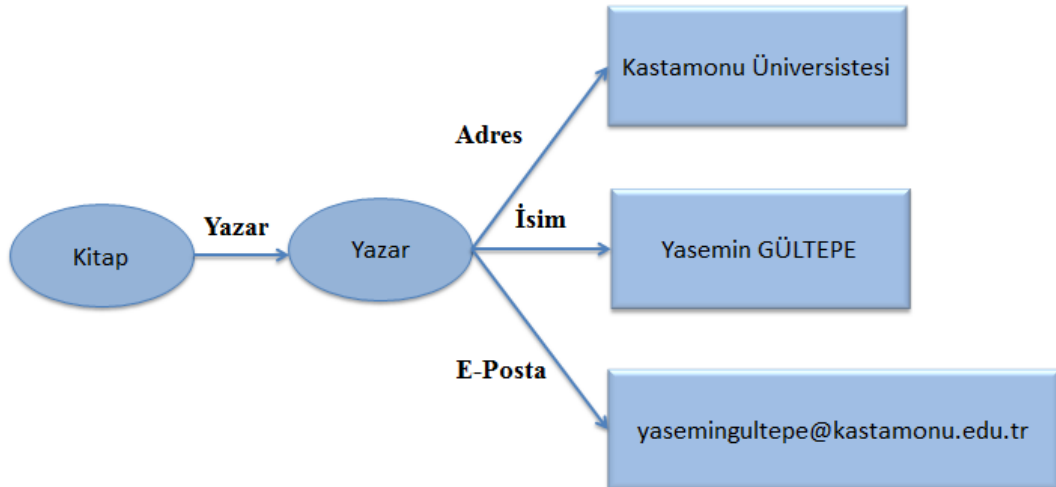 Kastamonu Üniversistesi
Adres
Kitap
Yazar
Yazar
İsim
Yasemin GÜLTEPE
E-Posta
yasemingultepe@kastamonu.edu.tr